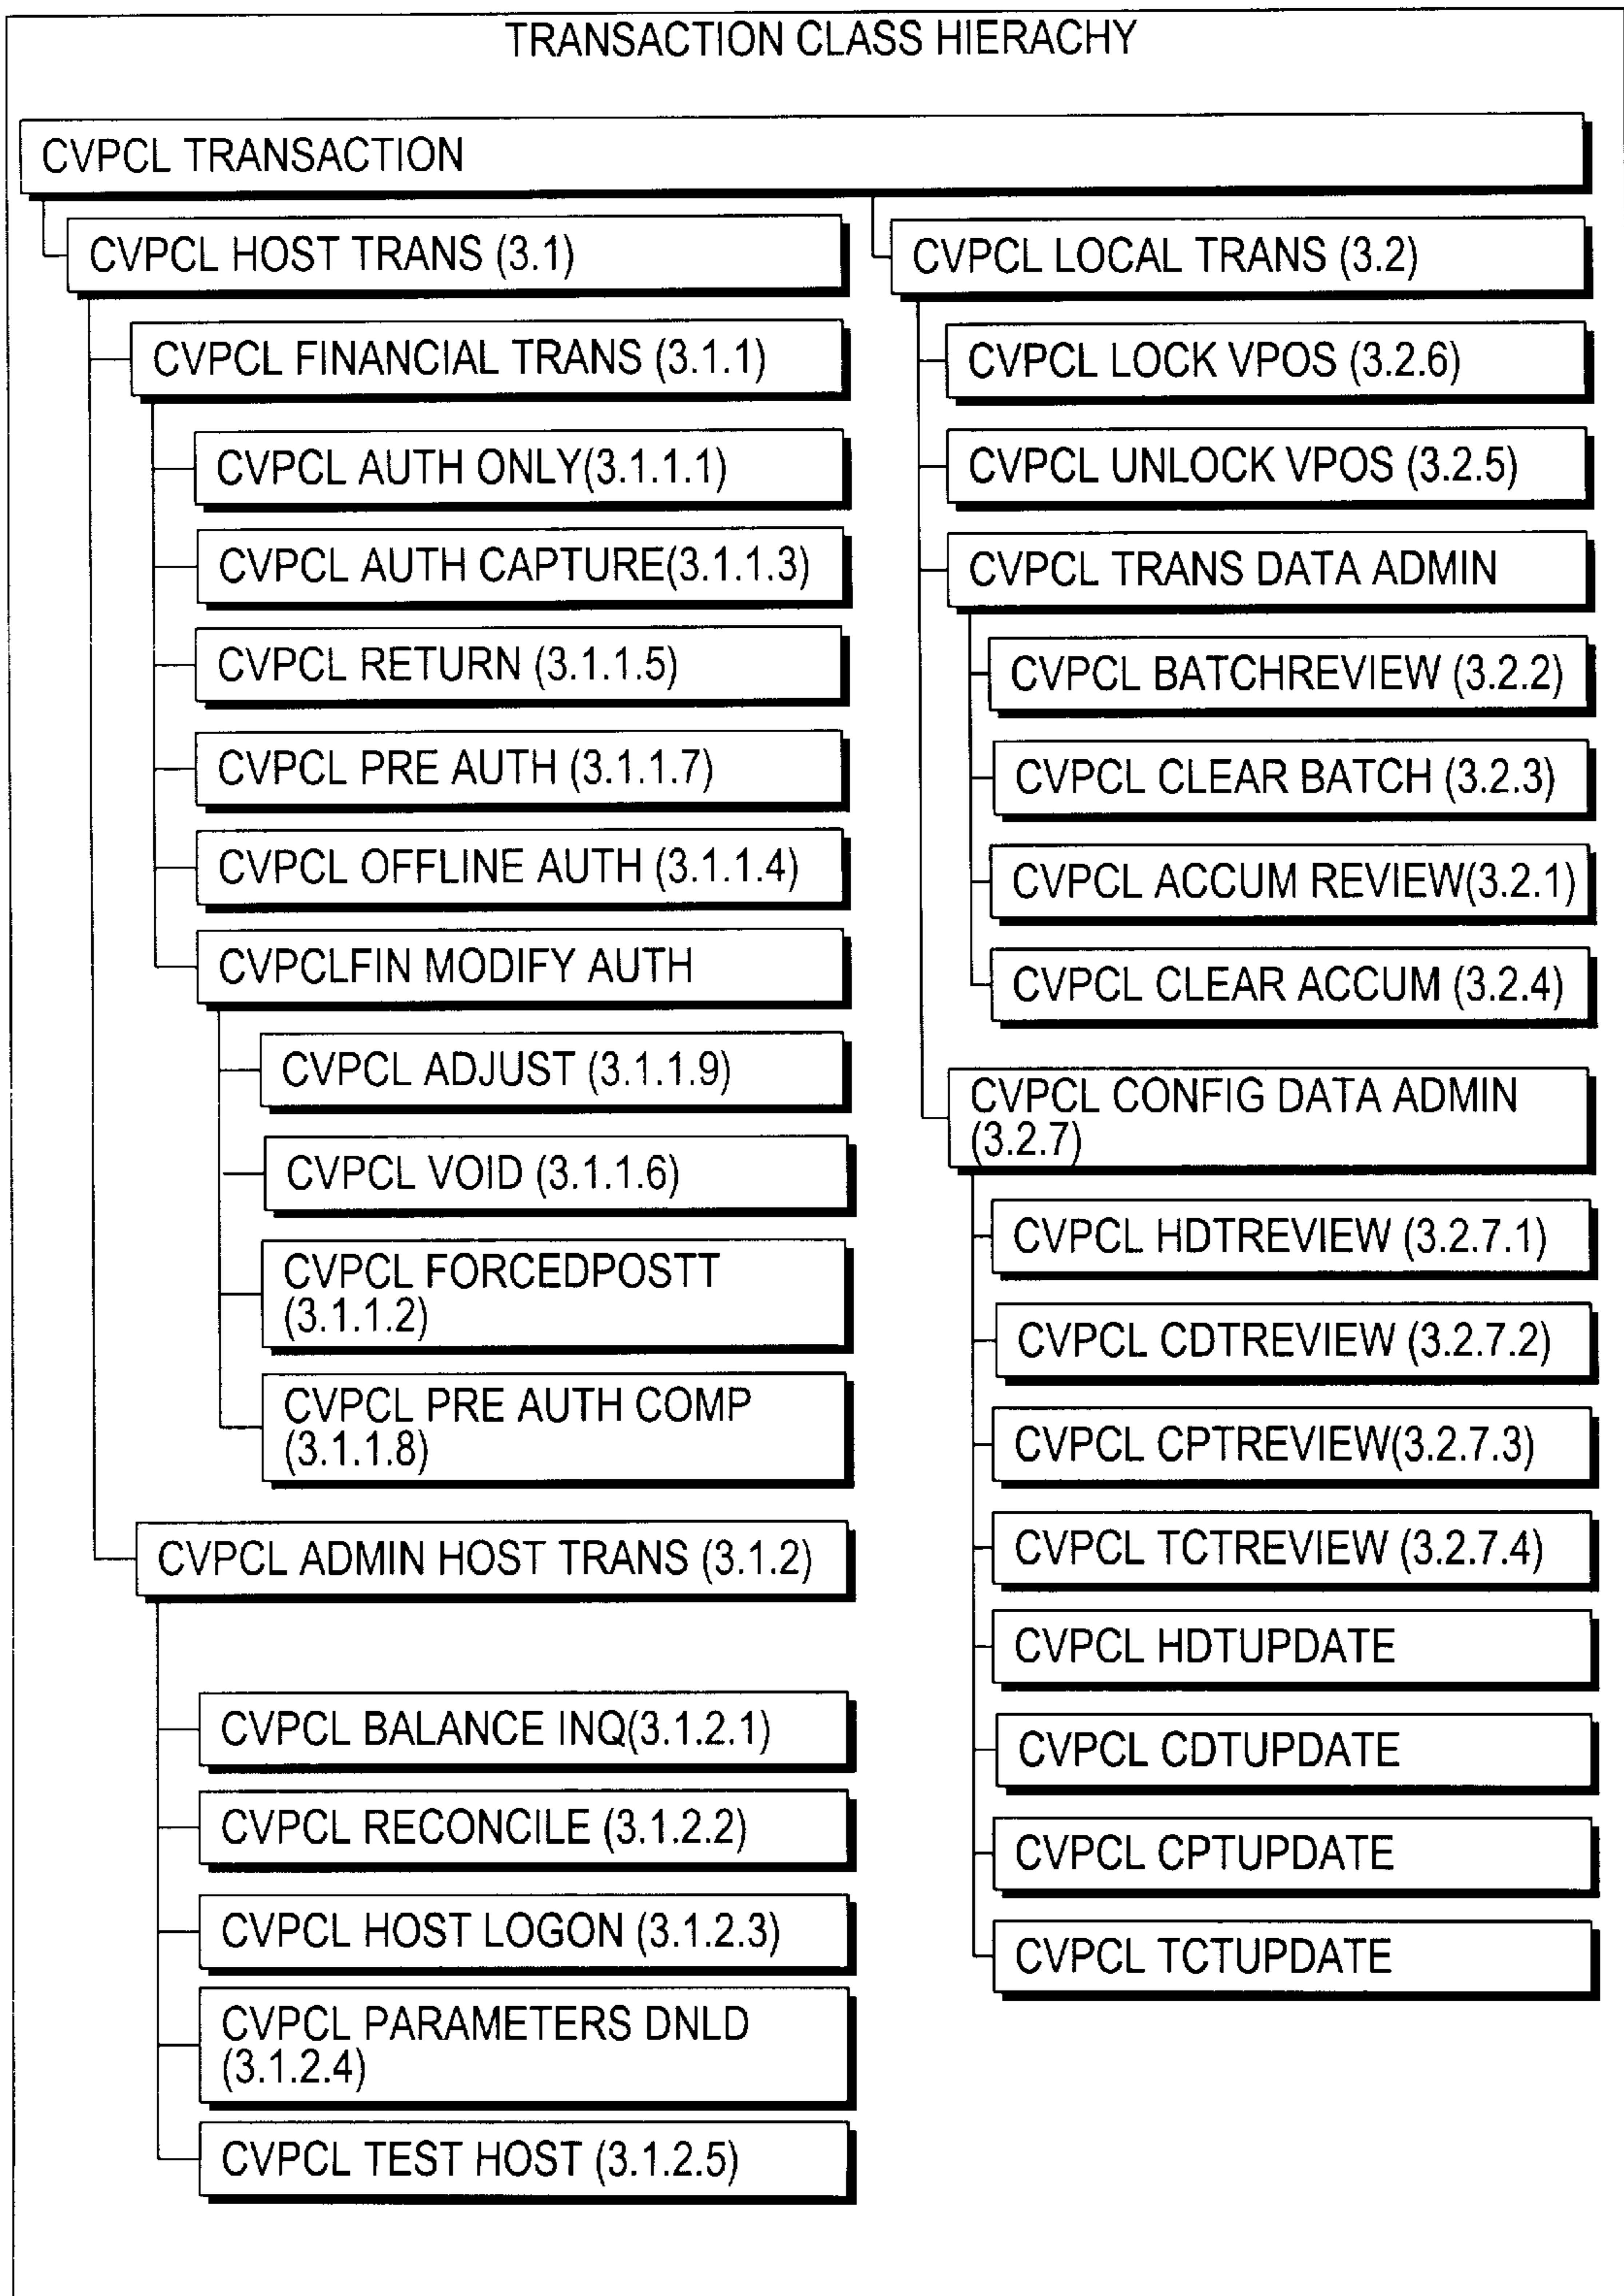 TRANSACTION CLASS HIERACHY
CVPCL TRANSACTION
CVPCL HOST TRANS (3.1)
CVPCL FINANCIAL TRANS (3.1.1)
CVPCL AUTH ONLY(3.1.1.1)
CVPCL AUTH CAPTURE(3.1.1.3)
CVPCL RETURN (3.1.1.5)
CVPCL PRE AUTH (3.1.1.7)
CVPCL OFFLINE AUTH (3.1.1.4)
CVPCLFIN MODIFY AUTH
CVPCL ADJUST (3.1.1.9)
CVPCL VOID (3.1.1.6)
CVPCL FORCEDPOSTT
(3.1.1.2)
CVPCL PRE AUTH COMP
(3.1.1.8)
CVPCL ADMIN HOST TRANS (3.1.2)
CVPCL BALANCE INQ(3.1.2.1)
CVPCL RECONCILE (3.1.2.2)
CVPCL HOST LOGON (3.1.2.3)
CVPCL PARAMETERS DNLD
(3.1.2.4)
CVPCL TEST HOST (3.1.2.5)
CVPCL LOCAL TRANS (3.2)
CVPCL LOCK VPOS (3.2.6)
CVPCL UNLOCK VPOS (3.2.5)
CVPCL TRANS DATA ADMIN
CVPCL BATCHREVIEW (3.2.2)
CVPCL CLEAR BATCH (3.2.3)
CVPCL ACCUM REVIEW(3.2.1)
CVPCL CLEAR ACCUM (3.2.4)
CVPCL CONFIG DATA ADMIN
(3.2.7)
CVPCL HDTREVIEW (3.2.7.1)
CVPCL CDTREVIEW (3.2.7.2)
CVPCL CPTREVIEW(3.2.7.3)
CVPCL TCTREVIEW (3.2.7.4)
CVPCL HDTUPDATE
CVPCL CDTUPDATE
CVPCL CPTUPDATE
CVPCL TCTUPDATE